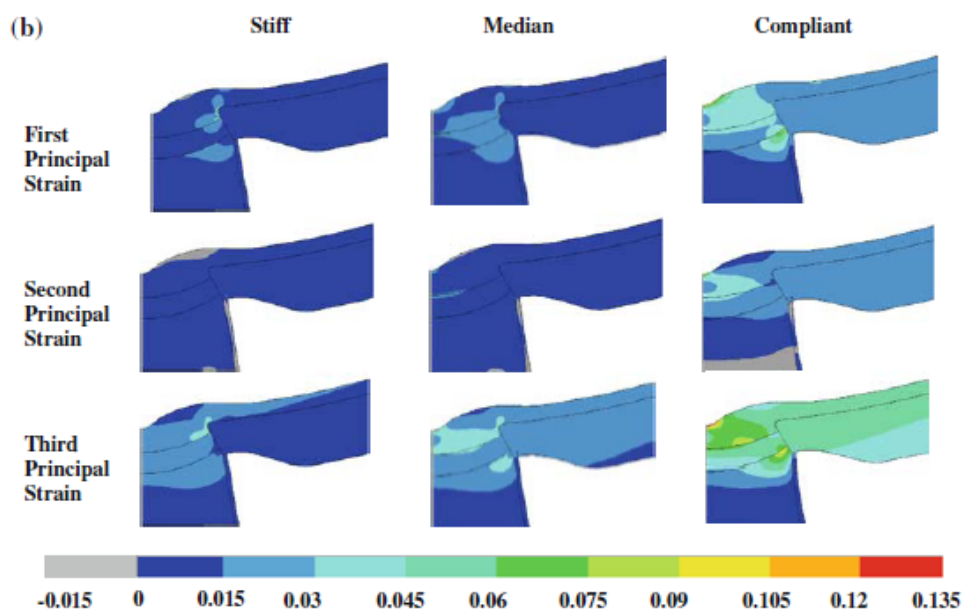 (b)
Stiff Median Compliant
First
Principal
Strain
Second
Principal
Strain
Third
Principal
Strain
-0.015 0 0.015 0.03 0.045 0.06 0.075 0.09 0.105 0.12 0.135